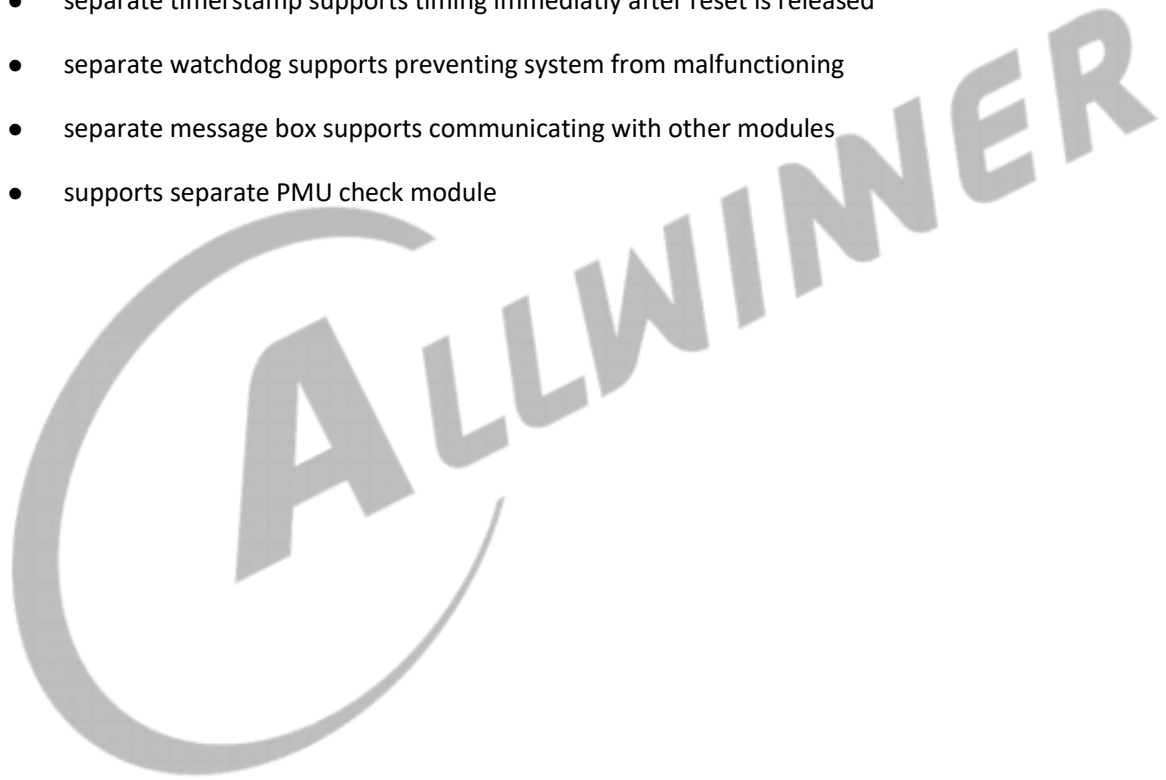 ● separate timerstamp supports timing immediatly after reset is released
● separate watchdog supports preventing system from malfunctioning
● separate message box supports communicating with other modules
● supports separate PMU check module
ALLWINNER